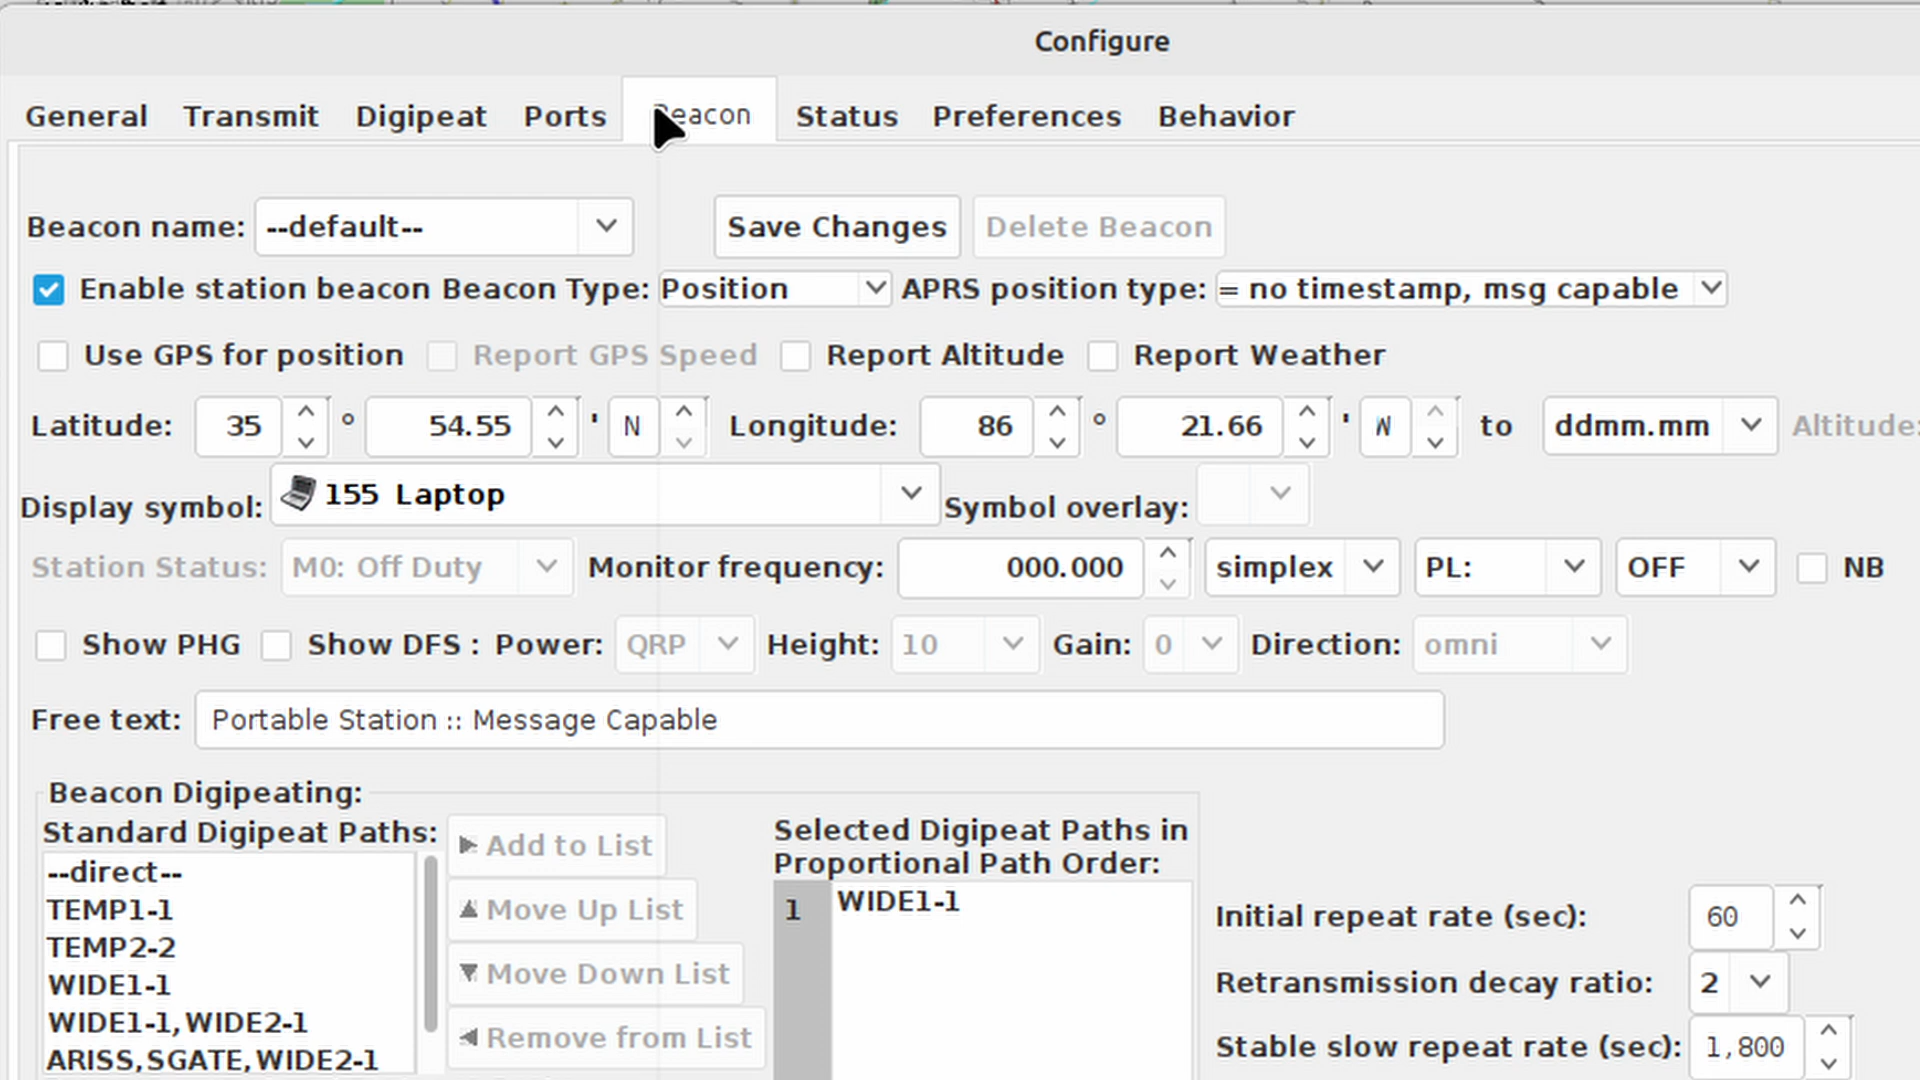 Configure
General Transmit Digipeat Ports Beacon Status Preferences Behavior
Beacon name: --default-- Save Changes Delete Beacon
Enable station beacon Beacon Type: Position APRS position type: = no timestamp, msg capable
Use GPS for position Report GPS Speed Report Altitude Report Weather
Latitude: 35 ° 54.55 ' N Longitude: 86 ° 21.66 ' W to ddmm.mm Altitude:
Display symbol: 155 Laptop Symbol overlay:
Station Status: M0: Off Duty Monitor frequency: 000.000 simplex PL: OFF NB
Show PHG Show DFS : Power: QRP Height: 10 Gain: 0 Direction: omni
Free text: Portable Station :: Message Capable
Beacon Digipeating:
Standard Digipeat Paths:
--direct--
TEMP1-1
TEMP2-2
WIDE1-1
WIDE1-1,WIDE2-1
ARISS,SGATE,WIDE2-1
Add to List
Move Up List
Move Down List
Remove from List
Selected Digipeat Paths in
Proportional Path Order:
1 WIDE1-1
Initial repeat rate (sec): 60
Retransmission decay ratio: 2
Stable slow repeat rate (sec): 1,800